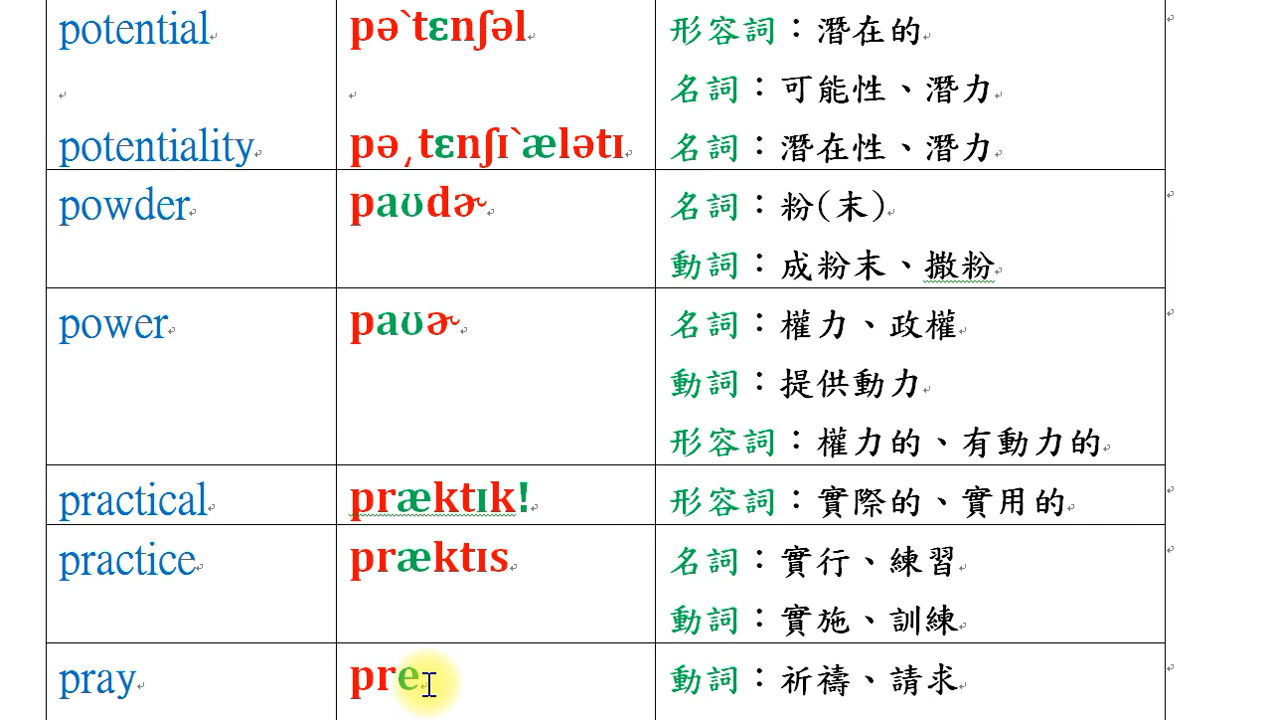 potential pəˋtɛnʃəl 形容詞：潛在的
名詞：可能性、潛力
potentiality pəˏtɛnʃɪˋælətɪ 名詞：潛在性、潛力
powder paʊdɚ 名詞：粉(末)
動詞：成粉末、撒粉
power paʊɚ 名詞：權力、政權
動詞：提供動力
形容詞：權力的、有動力的
practical præktɪk! 形容詞：實際的、實用的
practice præktɪs 名詞：實行、練習
動詞：實施、訓練
pray pre 動詞：祈禱、請求